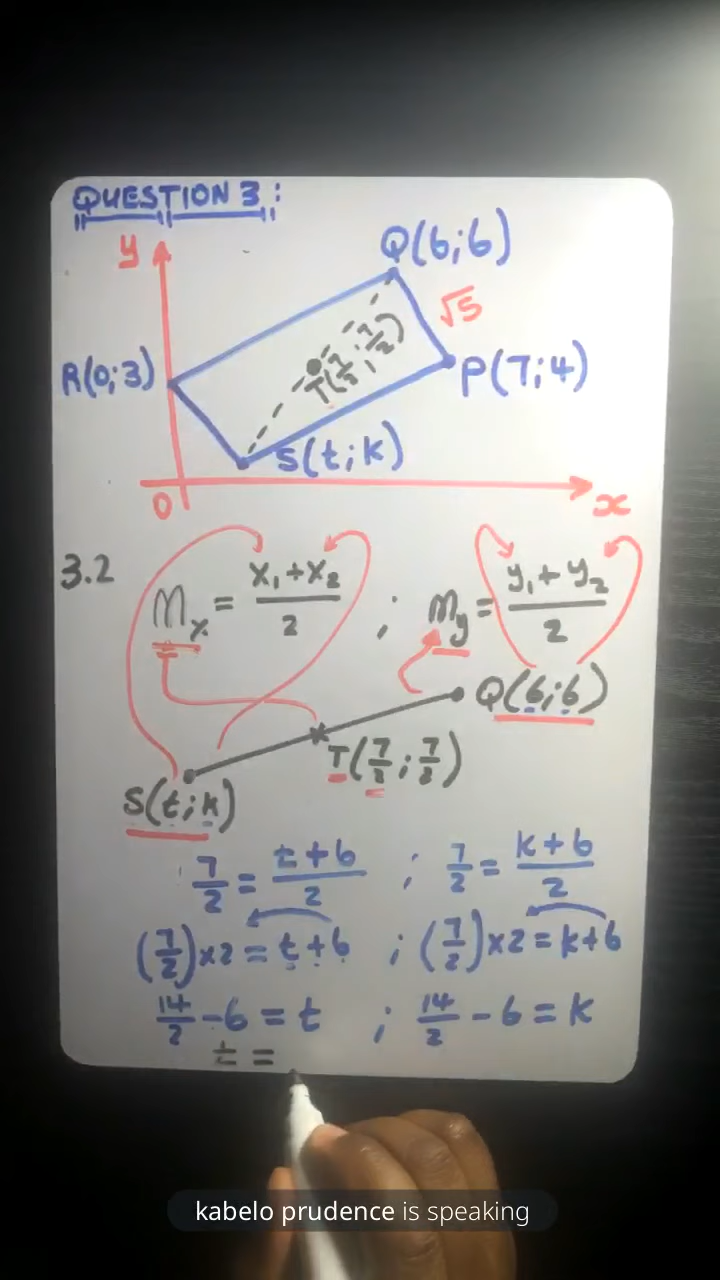 QUESTION 3:
y
Q(6;6)
√5
R(0;3)
T(7/2;7/2)
P(7;4)
S(t;k)
0
x
3.2
Mx = x₁+x₂/2 ; My = y₁+y₂/2
Q(6;6)
T(7/2;7/2)
S(t;k)
7/2 = t+6/2 ; 7/2 = k+6/2
(7/2)×2 = t+6 ; (7/2)×2 = k+6
14/2 - 6 = t ; 14/2 - 6 = k
t =
kabelo prudence is speaking